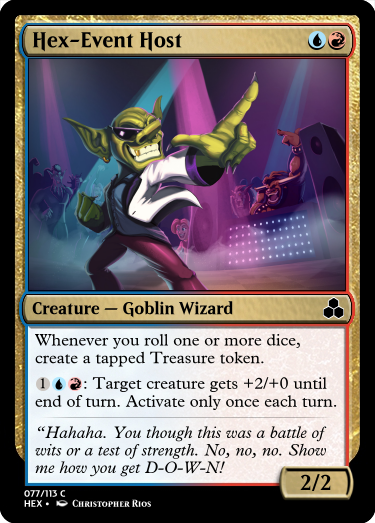 Hex-Event Host
Creature — Goblin Wizard
Whenever you roll one or more dice,
create a tapped Treasure token.
1: Target creature gets +2/+0 until
end of turn. Activate only once each turn.
“Hahaha. You though this was a battle of
wits or a test of strength. No, no, no. Show
me how you get D-O-W-N!
2/2
077/113 C
HEX • Christopher Rios